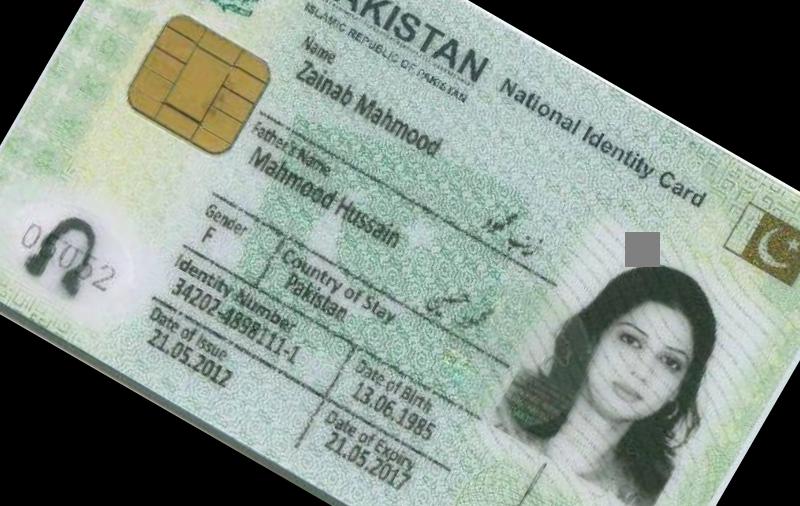 PAKISTAN National Identity Card
ISLAMIC REPUBLIC OF PAKISTAN
Name
Zainab Mahmood
زینب محمود
Father's Name
Mahmood Hussain
Gender
F
Country of Stay
Pakistan
Identity Number
34202-4898111-1
Date of Birth
13.06.1985
Date of Issue
21.05.2012
Date of Expiry
21.05.2017